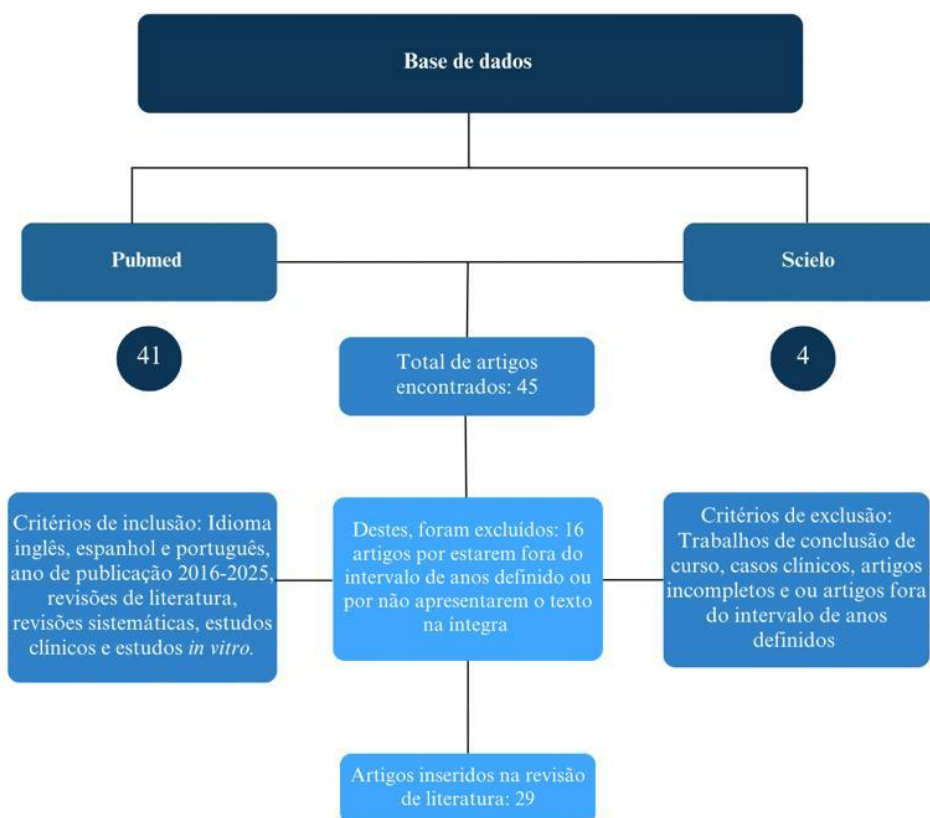 Base de dados
Pubmed
Scielo
41
4
Total de artigos
encontrados: 45
Critérios de inclusão: Idioma
inglês, espanhol e português,
ano de publicação 2016-2025,
revisões de literatura,
revisões sistemáticas, estudos
clínicos e estudos in vitro.
Destes, foram excluídos: 16
artigos por estarem fora do
intervalo de anos definido ou
por não apresentarem o texto
na íntegra
Critérios de exclusão:
Trabalhos de conclusão de
curso, casos clínicos, artigos
incompletos e ou artigos fora
do intervalo de anos
definidos
Artigos inseridos na revisão
de literatura: 29